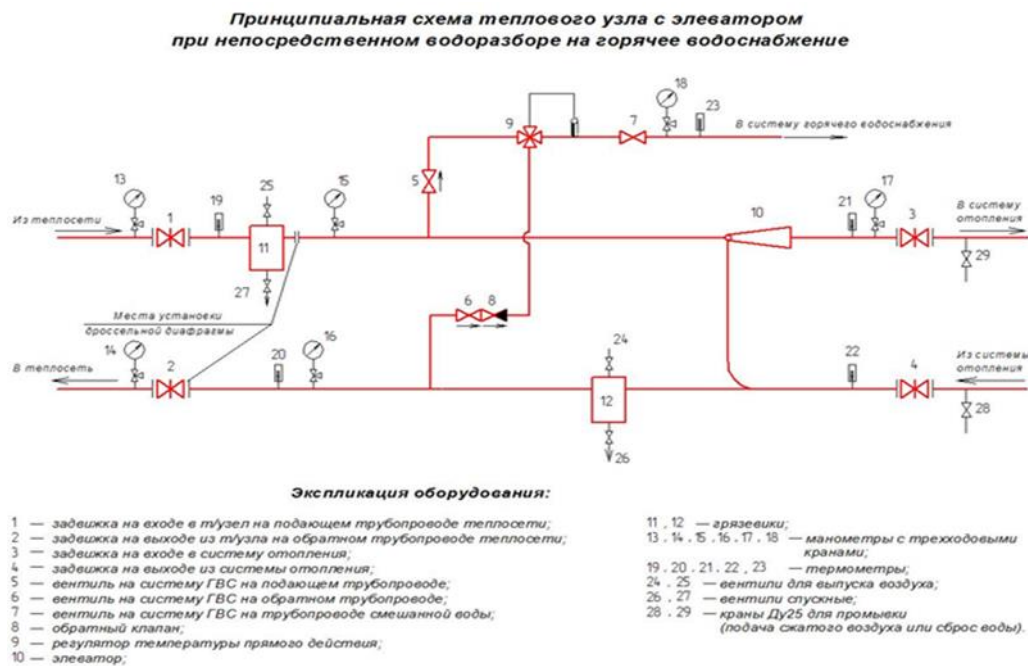 Принципиальная схема теплового узла с элеватором
при непосредственном водоразборе на горячее водоснабжение
18
23
9
7
В систему горячего водоснабжения
13
25
15
5
17
19
1
10
21
3
Из теплосети
В систему
отопления
11
29
27
6
8
Места установки
дроссельной диафрагмы
14
16
24
2
20
22
4
В теплосеть
Из системы
отопления
12
28
26
Экспликация оборудования:
1 — задвижка на входе в т/узел на подающем трубопроводе теплосети;
2 — задвижка на выходе из т/узла на обратном трубопроводе теплосети;
3 — задвижка на входе в систему отопления;
4 — задвижка на выходе из системы отопления;
5 — вентиль на систему ГВС на подающем трубопроводе;
6 — вентиль на систему ГВС на обратном трубопроводе;
7 — вентиль на систему ГВС на трубопроводе смешанной воды;
8 — обратный клапан;
9 — регулятор температуры прямого действия;
10 — элеватор;
11 , 12 — грязевики;
13 . 14 . 15 . 16 . 17 . 18 — манометры с трехходовыми
кранами;
19 . 20 . 21 . 22 , 23 — термометры;
24 . 25 — вентили для выпуска воздуха;
26 . 27 — вентили спускные;
28 . 29 — краны Ду25 для промывки
(подача сжатого воздуха или сброс воды).